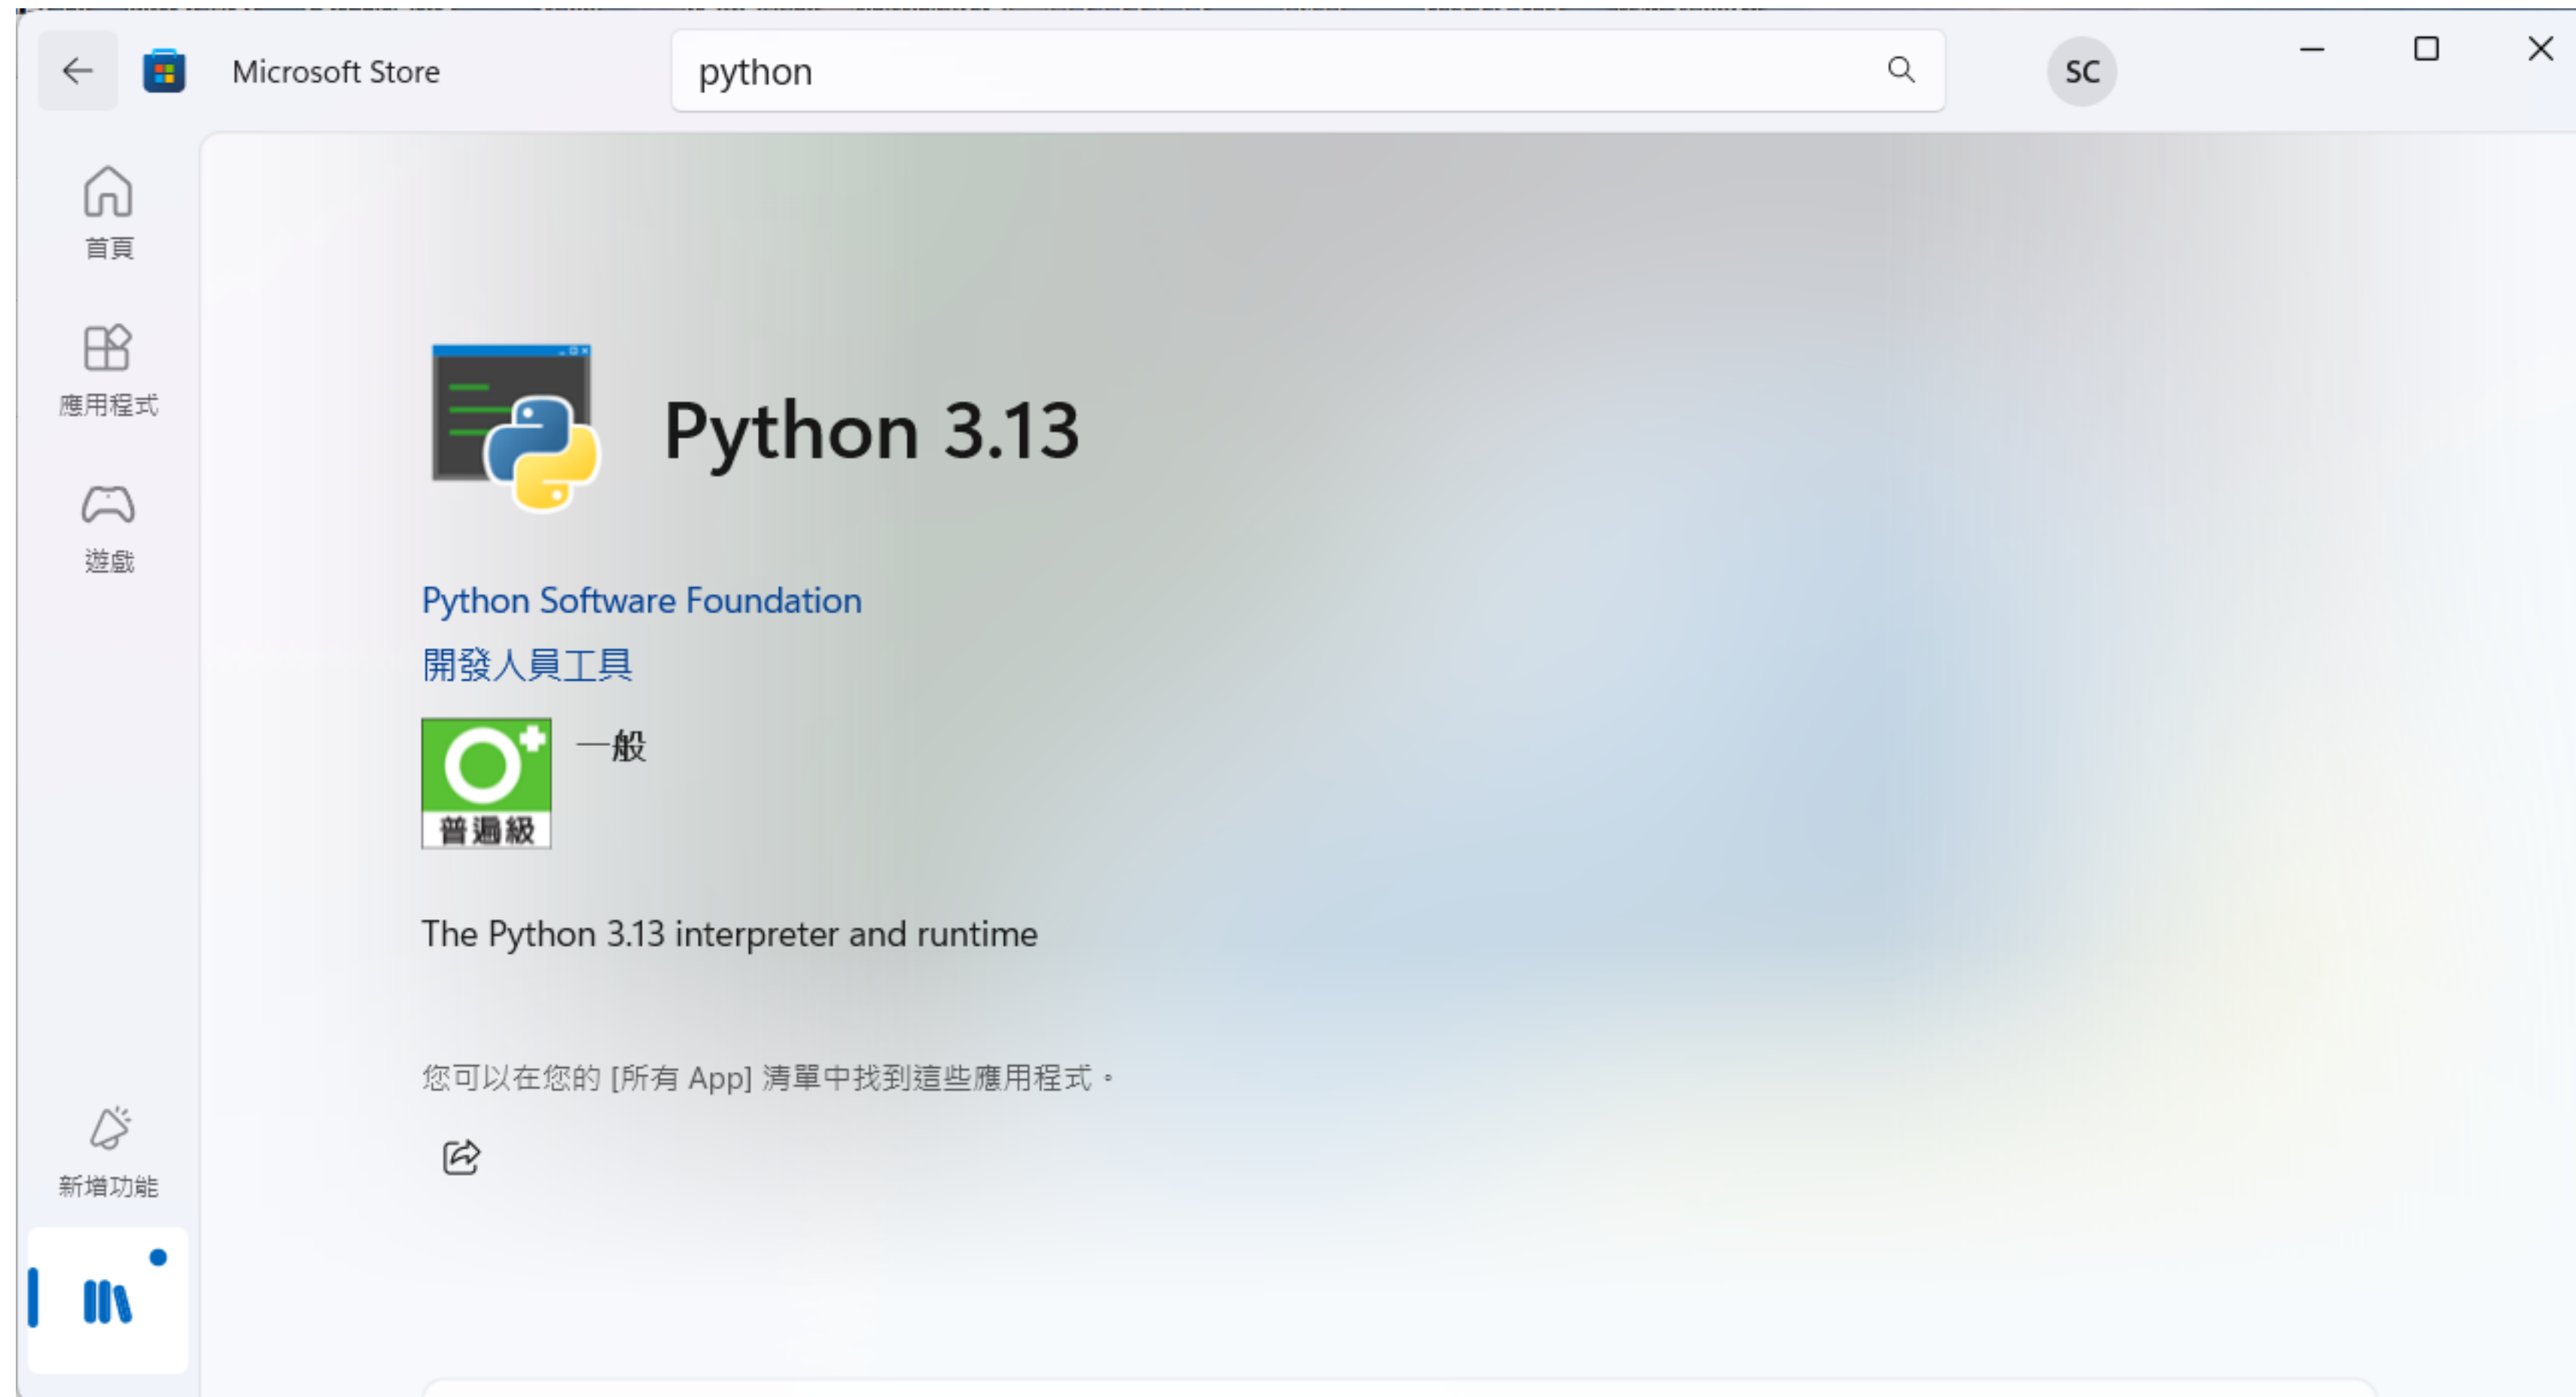 Microsoft Store
python
SC
首頁
應用程式
遊戲
Python 3.13
Python Software Foundation
開發人員工具
一般
普遍級
The Python 3.13 interpreter and runtime
您可以在您的 [所有 App] 清單中找到這些應用程式。
新增功能